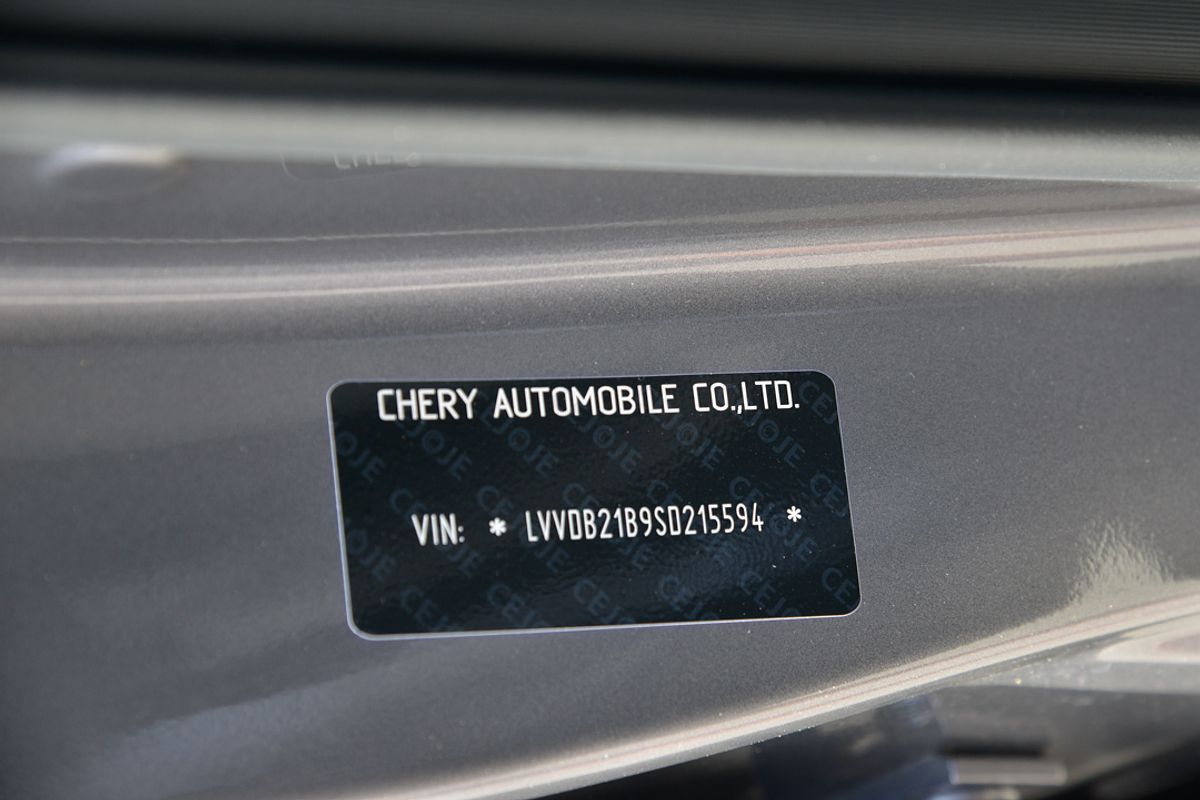 CHERY AUTOMOBILE CO.,LTD.
VIN: * LVVDB21B9SD215594 *